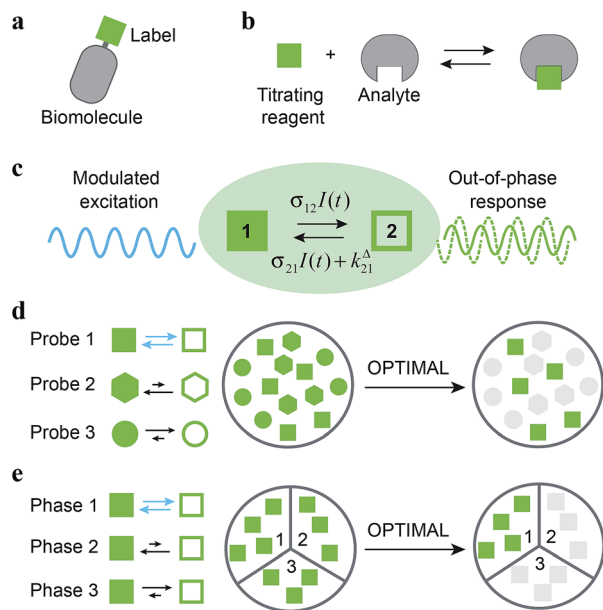 a
Label
Biomolecule
b
+
Titrating
reagent
Analyte
c
Modulated
excitation
σ₁₂I(t)
1
2
σ₂₁I(t) + k₂₁^Δ
Out-of-phase
response
d
Probe 1
Probe 2
Probe 3
OPTIMAL
e
Phase 1
Phase 2
Phase 3
1
2
3
OPTIMAL
1
2
3